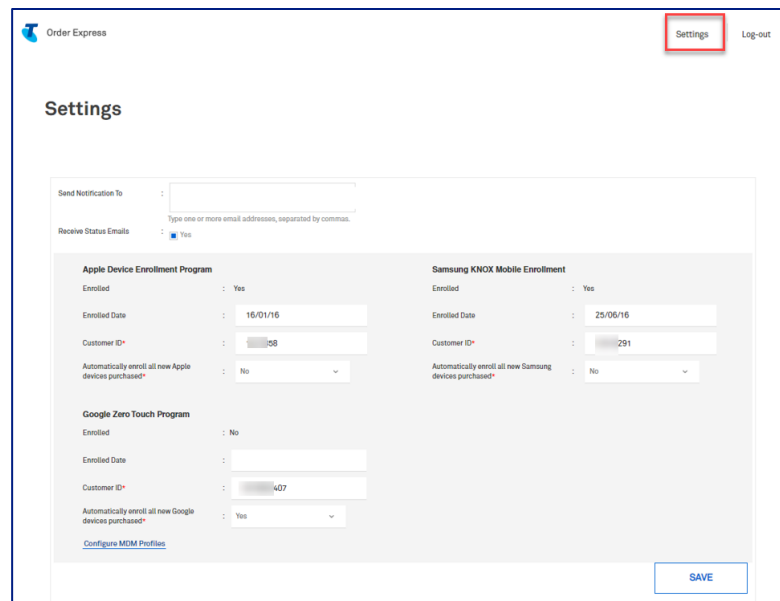 Order Express
Settings
Log-out
Settings
Send Notification To :
Type one or more email addresses, separated by commas.
Receive Status Emails : Yes
Apple Device Enrollment Program
Enrolled : Yes
Enrolled Date : 16/01/16
Customer ID* : 58
Automatically enroll all new Apple
devices purchased* : No
Samsung KNOX Mobile Enrollment
Enrolled : Yes
Enrolled Date : 25/06/16
Customer ID* : 291
Automatically enroll all new Samsung
devices purchased* : No
Google Zero Touch Program
Enrolled : No
Enrolled Date :
Customer ID* : 407
Automatically enroll all new Google
devices purchased* : Yes
Configure MDM Profiles
SAVE